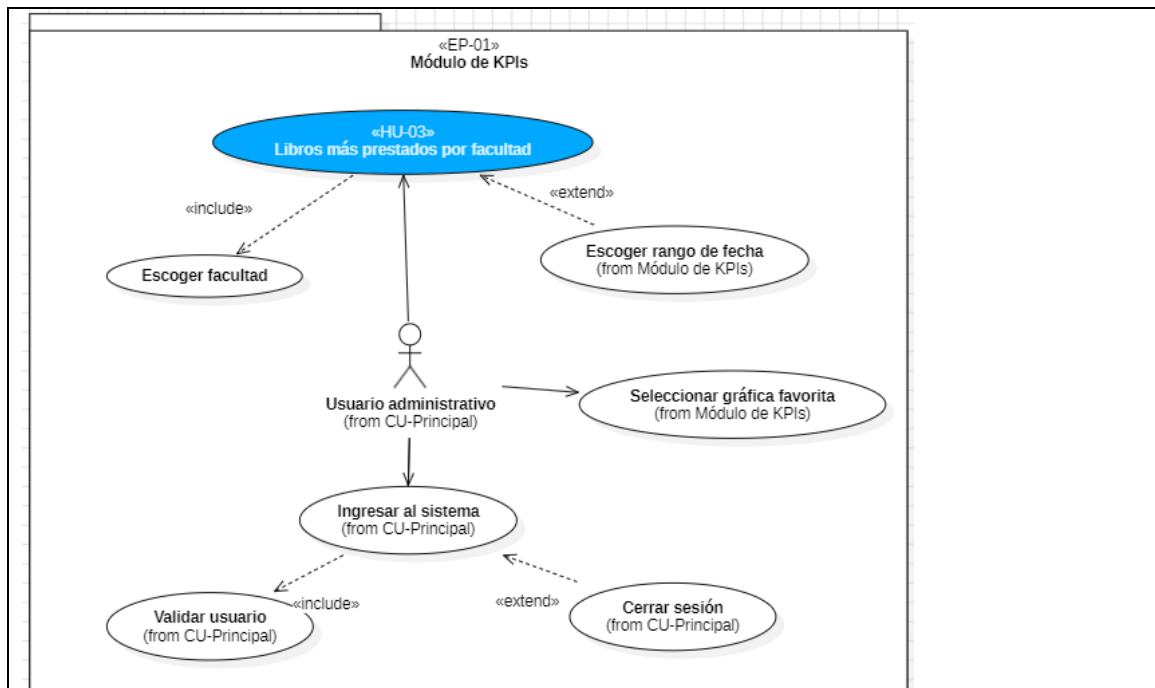 «EP-01»
Módulo de KPIs
«HU-03»
Libros más prestados por facultad
«include»
«extend»
Escoger facultad
Escoger rango de fecha
(from Módulo de KPIs)
Usuario administrativo
(from CU-Principal)
Seleccionar gráfica favorita
(from Módulo de KPIs)
Ingresar al sistema
(from CU-Principal)
«include»
«extend»
Validar usuario
(from CU-Principal)
Cerrar sesión
(from CU-Principal)